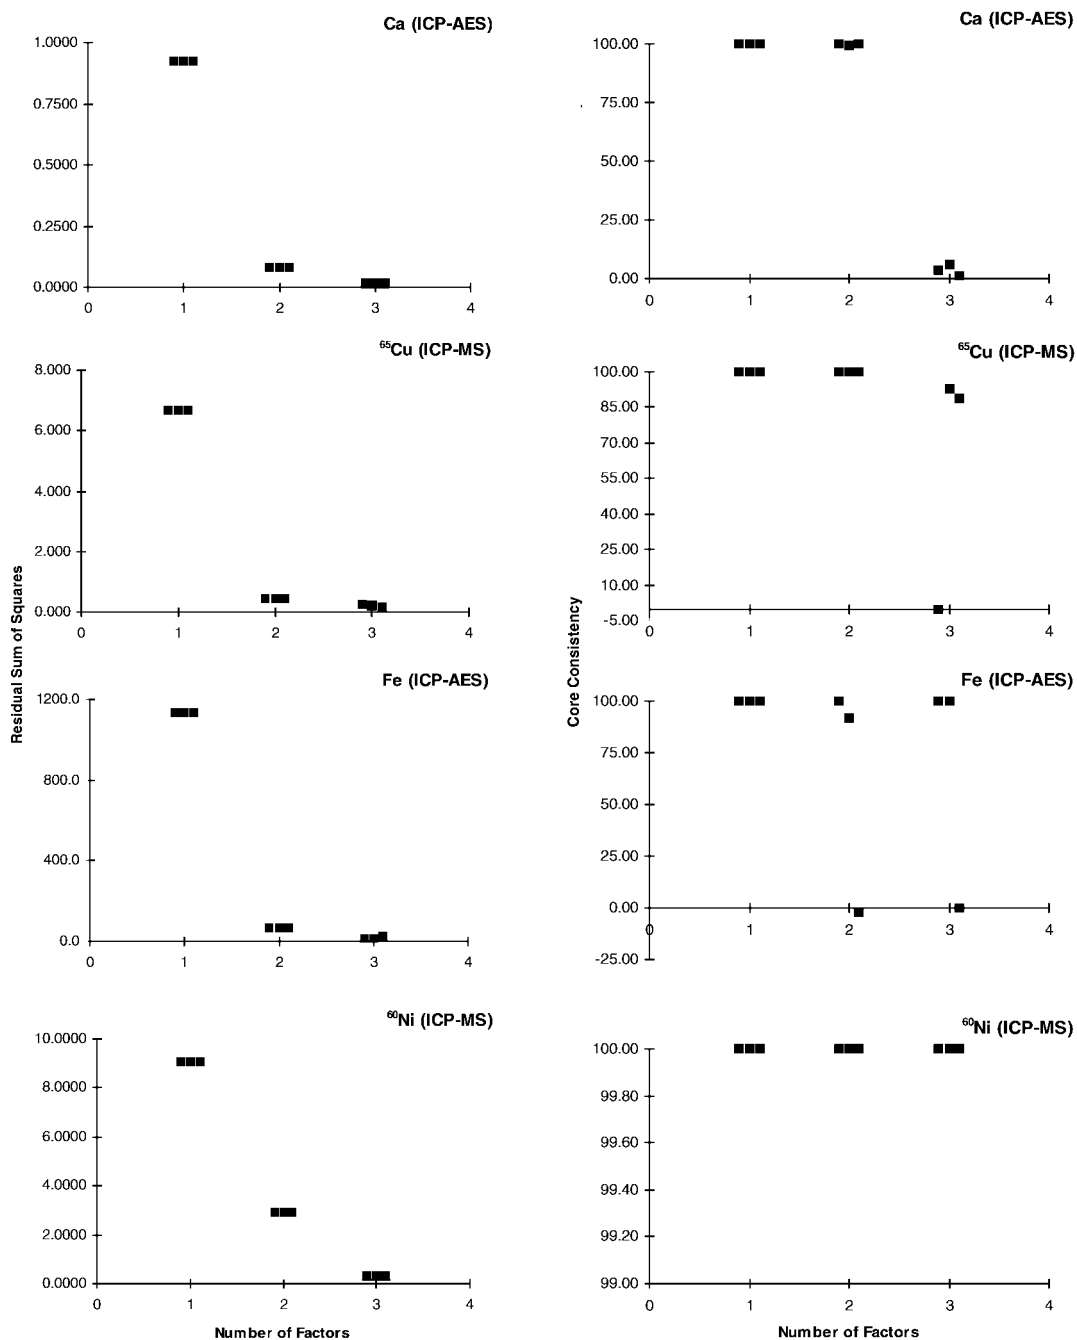 Ca (ICP-AES)
1.0000
0.7500
0.5000
0.2500
0.0000
0 1 2 3 4
Ca (ICP-AES)
100.00
75.00
50.00
25.00
0.00
0 1 2 3 4
65Cu (ICP-MS)
8.000
6.000
4.000
2.000
0.000
0 1 2 3 4
65Cu (ICP-MS)
100.00
85.00
70.00
55.00
40.00
25.00
10.00
-5.00
0 1 2 3 4
Residual Sum of Squares
Core Consistency
Fe (ICP-AES)
1200.0
800.0
400.0
0.0
0 1 2 3 4
Fe (ICP-AES)
100.00
75.00
50.00
25.00
0.00
-25.00
0 1 2 3 4
60Ni (ICP-MS)
10.0000
8.0000
6.0000
4.0000
2.0000
0.0000
0 1 2 3 4
Number of Factors
60Ni (ICP-MS)
100.00
99.80
99.60
99.40
99.20
99.00
0 1 2 3 4
Number of Factors